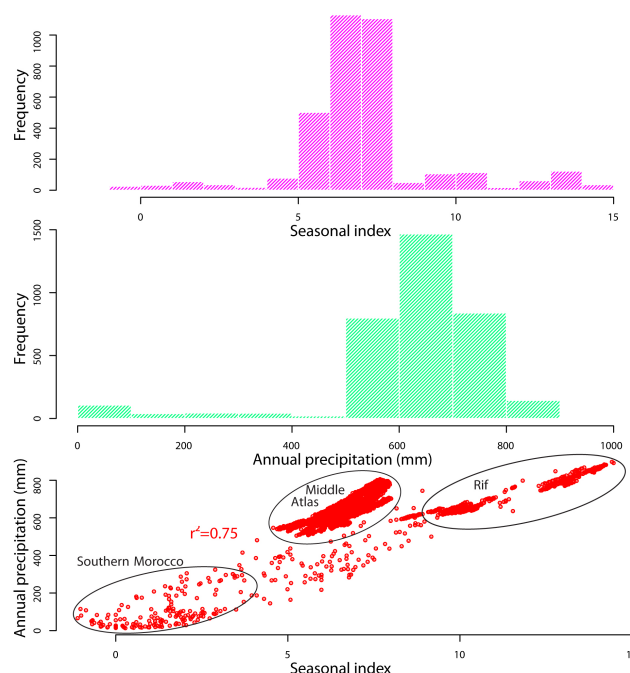 Frequency
1000
800
600
400
200
0
0 5 10 15
Seasonal index
Frequency
1500
1000
500
0
0 200 400 600 800 1000
Annual precipitation (mm)
Annual precipitation (mm)
800
600
400
200
0
Middle
Atlas
Rif
r²=0.75
Southern Morocco
0 5 10 1
Seasonal index